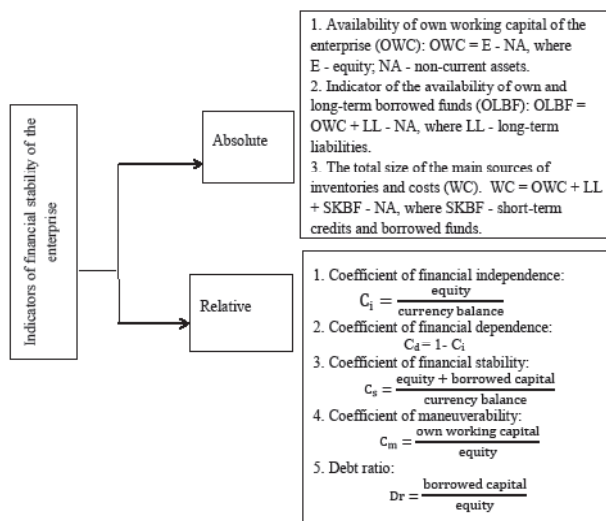 Indicators of financial stability of the
enterprise
Absolute
Relative
1. Availability of own working capital of the
enterprise (OWC): OWC = E - NA, where
E - equity; NA - non-current assets.
2. Indicator of the availability of own and
long-term borrowed funds (OLBF): OLBF =
OWC + LL - NA, where LL - long-term
liabilities.
3. The total size of the main sources of
inventories and costs (WC). WC = OWC + LL
+ SKBF - NA, where SKBF - short-term
credits and borrowed funds.
1. Coefficient of financial independence:
C_i = equity / currency balance
2. Coefficient of financial dependence:
C_d = 1- C_i
3. Coefficient of financial stability:
C_s = equity + borrowed capital / currency balance
4. Coefficient of maneuverability:
C_m = own working capital / equity
5. Debt ratio:
Dr = borrowed capital / equity